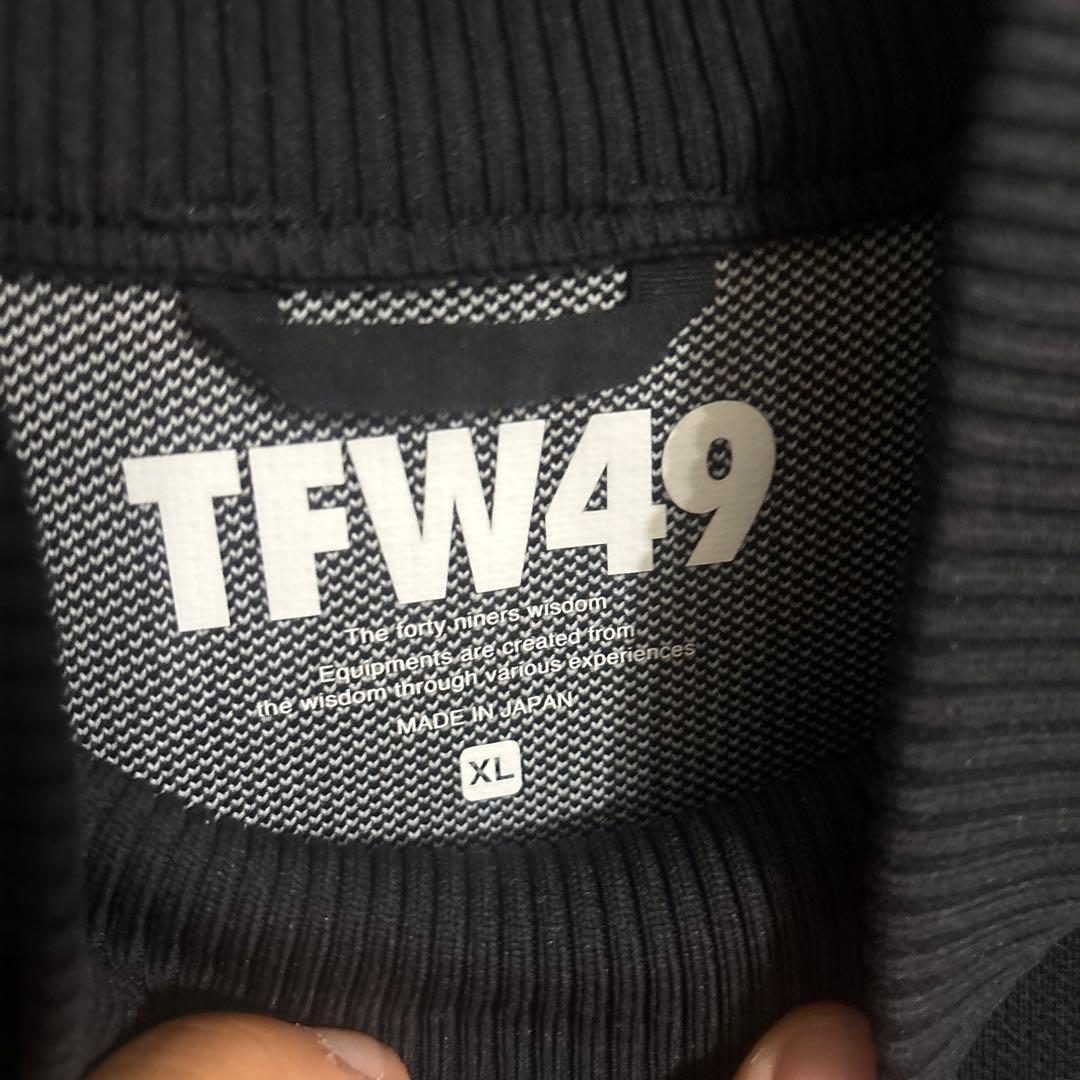 TFW49
The forty niners wisdom
Equipments are created from
the wisdom through various experiences
MADE IN JAPAN
XL